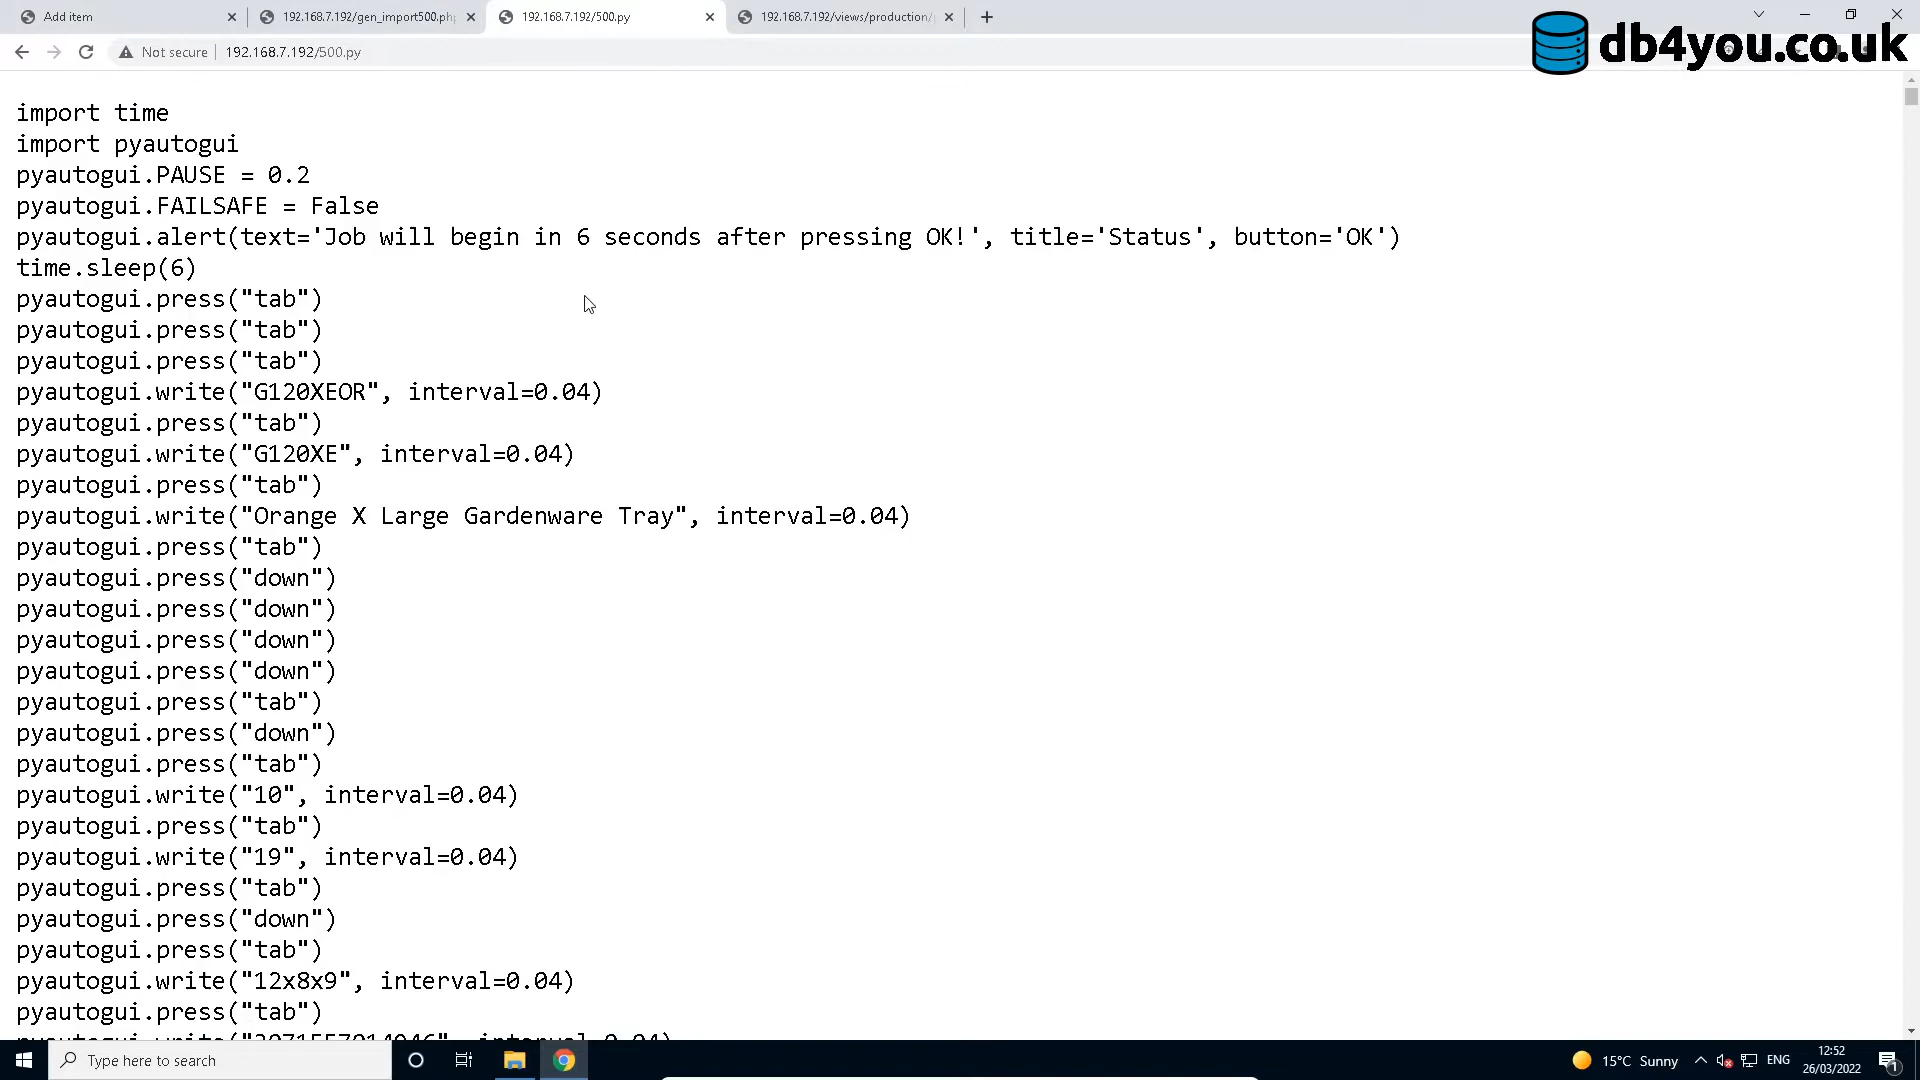 Add item
192.168.7.192/gen_import500.php
192.168.7.192/500.py
192.168.7.192/views/production/
db4you.co.uk
Not secure
192.168.7.192/500.py
import time
import pyautogui
pyautogui.PAUSE = 0.2
pyautogui.FAILSAFE = False
pyautogui.alert(text='Job will begin in 6 seconds after pressing OK!', title='Status', button='OK')
time.sleep(6)
pyautogui.press("tab")
pyautogui.press("tab")
pyautogui.press("tab")
pyautogui.write("G120XEOR", interval=0.04)
pyautogui.press("tab")
pyautogui.write("G120XE", interval=0.04)
pyautogui.press("tab")
pyautogui.write("Orange X Large Gardenware Tray", interval=0.04)
pyautogui.press("tab")
pyautogui.press("down")
pyautogui.press("down")
pyautogui.press("down")
pyautogui.press("down")
pyautogui.press("tab")
pyautogui.press("down")
pyautogui.press("tab")
pyautogui.write("10", interval=0.04)
pyautogui.press("tab")
pyautogui.write("19", interval=0.04)
pyautogui.press("tab")
pyautogui.press("down")
pyautogui.press("tab")
pyautogui.write("12x8x9", interval=0.04)
pyautogui.press("tab")
Type here to search
15°C Sunny
ENG
12:52
26/03/2022
1